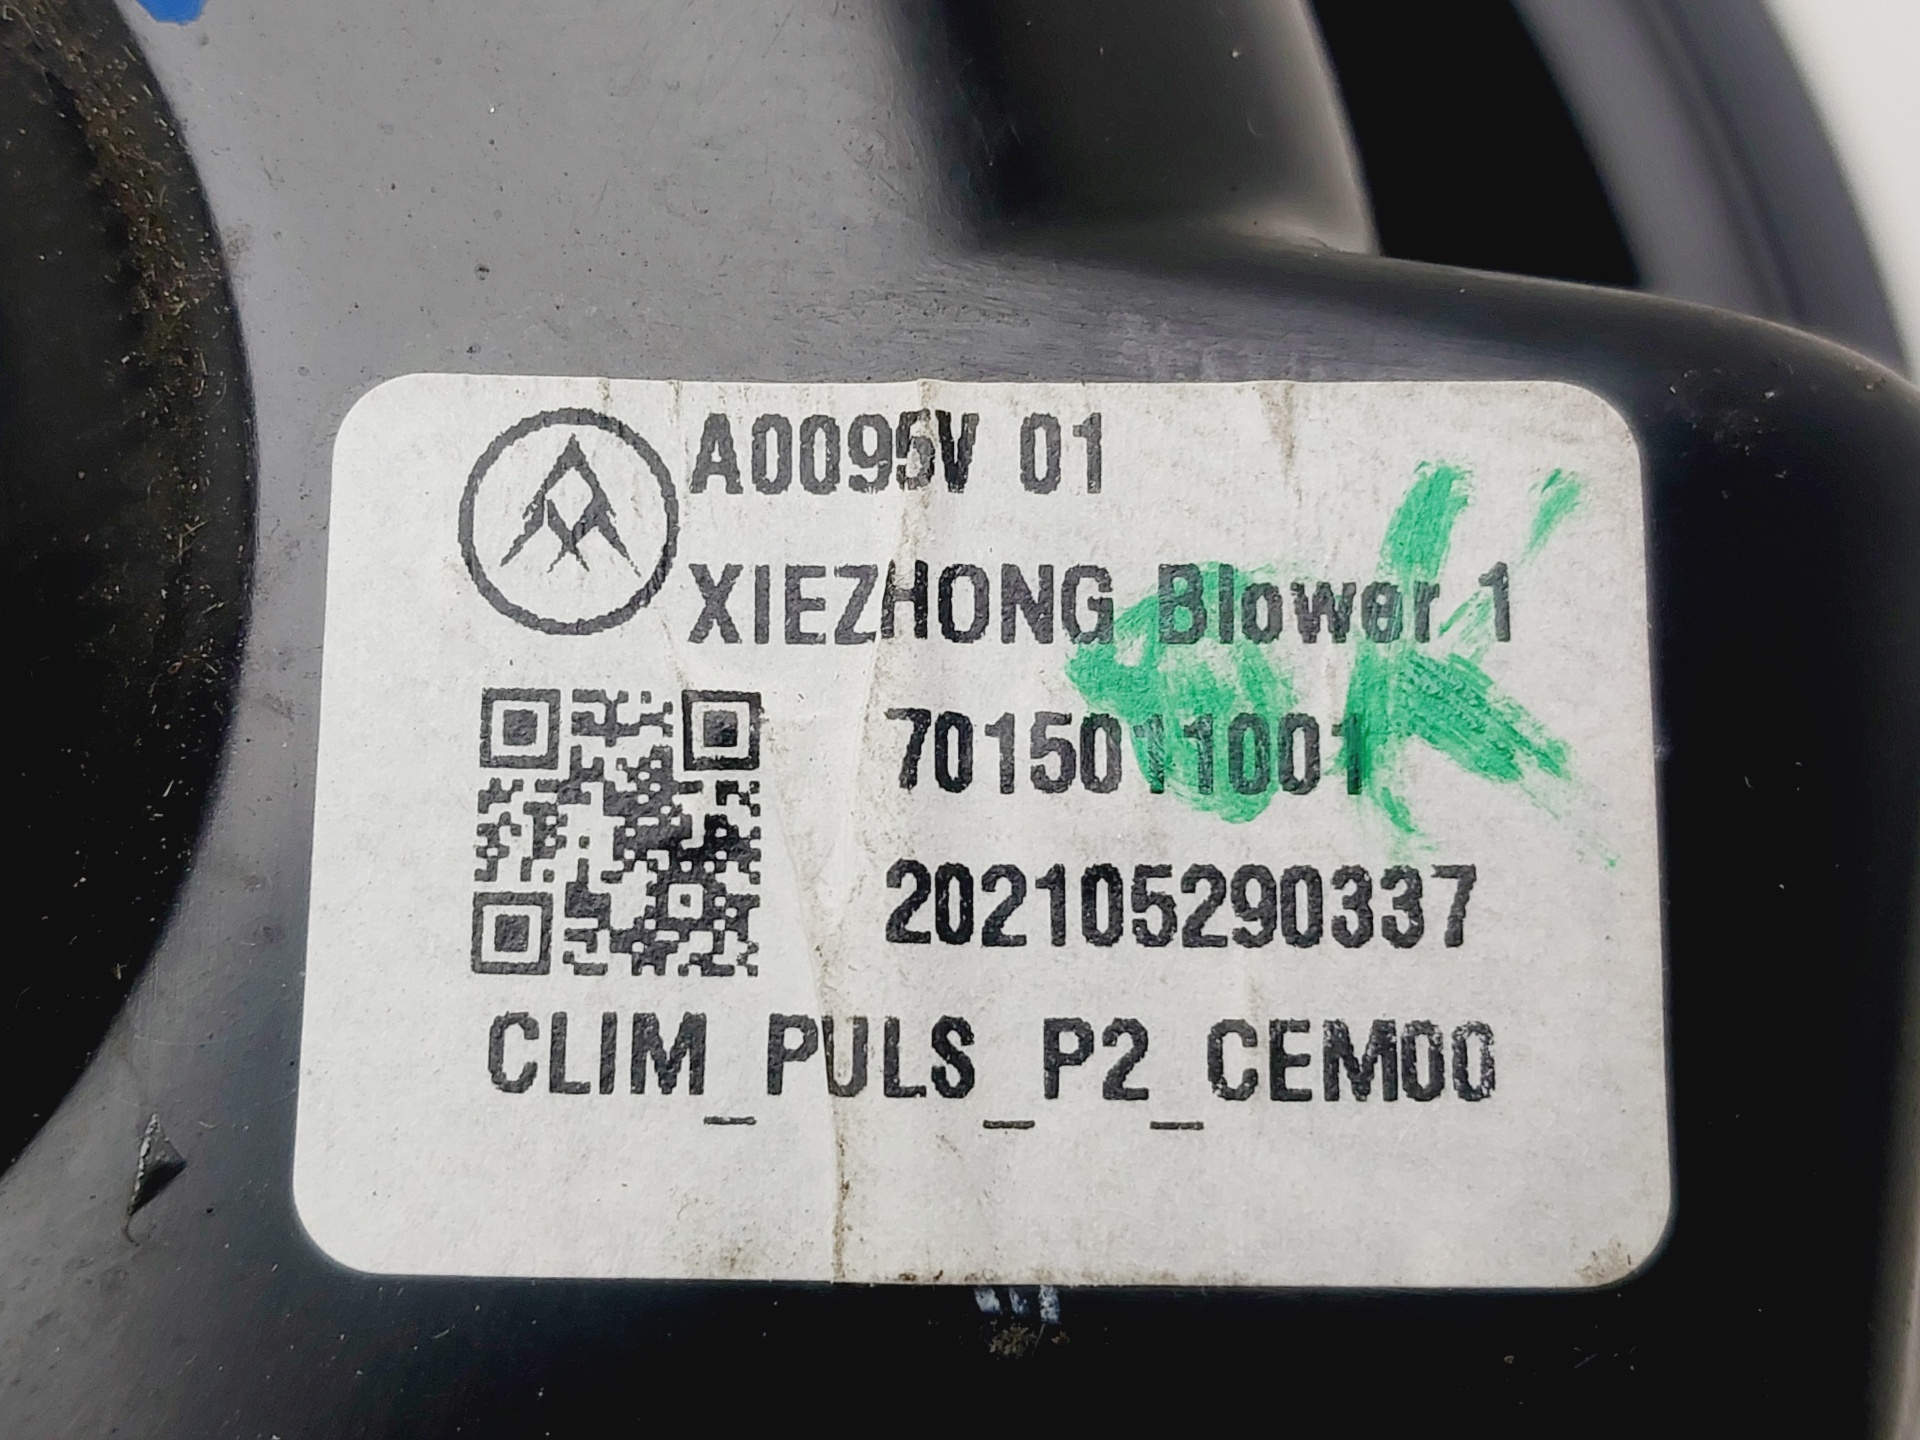 A0095V 01
XIEZHONG Blower 1
7015011001
202105290337
CLIM_PULS_P2_CEM00